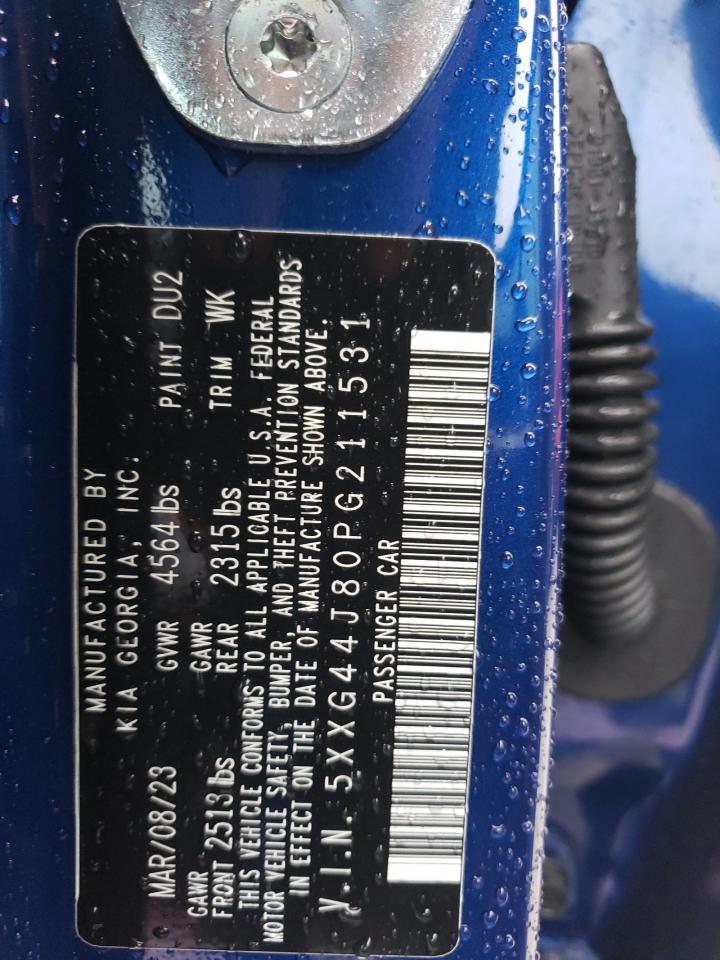 MANUFACTURED BY
KIA GEORGIA, INC.
MAR/08/23 GVWR 4564 lbs PAINT DU2
GAWR FRONT 2513 lbs GAWR REAR 2315 lbs TRIM WK
THIS VEHICLE CONFORMS TO ALL APPLICABLE U.S.A. FEDERAL
MOTOR VEHICLE SAFETY, BUMPER, AND THEFT PREVENTION STANDARDS
IN EFFECT ON THE DATE OF MANUFACTURE SHOWN ABOVE.
V.I.N. 5XXG44J80PG211531
PASSENGER CAR